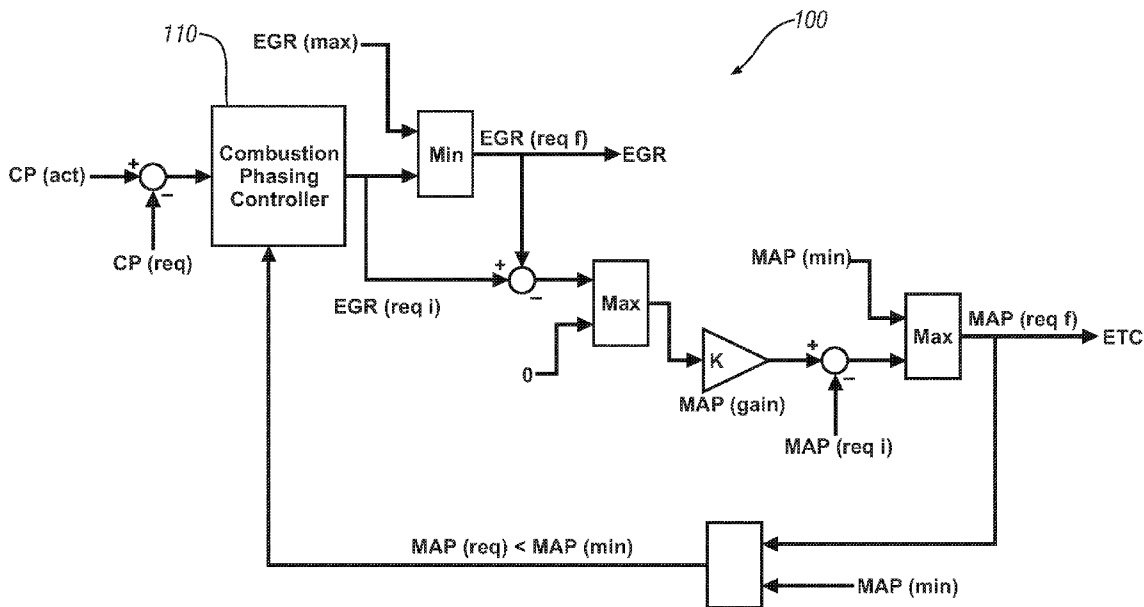 110
100
EGR (max)
EGR (req f)
EGR
Min
Combustion
Phasing
Controller
CP (act)
+
−
CP (req)
EGR (req i)
+
−
Max
0
K
MAP (gain)
MAP (min)
+
−
MAP (req i)
Max
MAP (req f)
ETC
MAP (req) < MAP (min)
MAP (min)